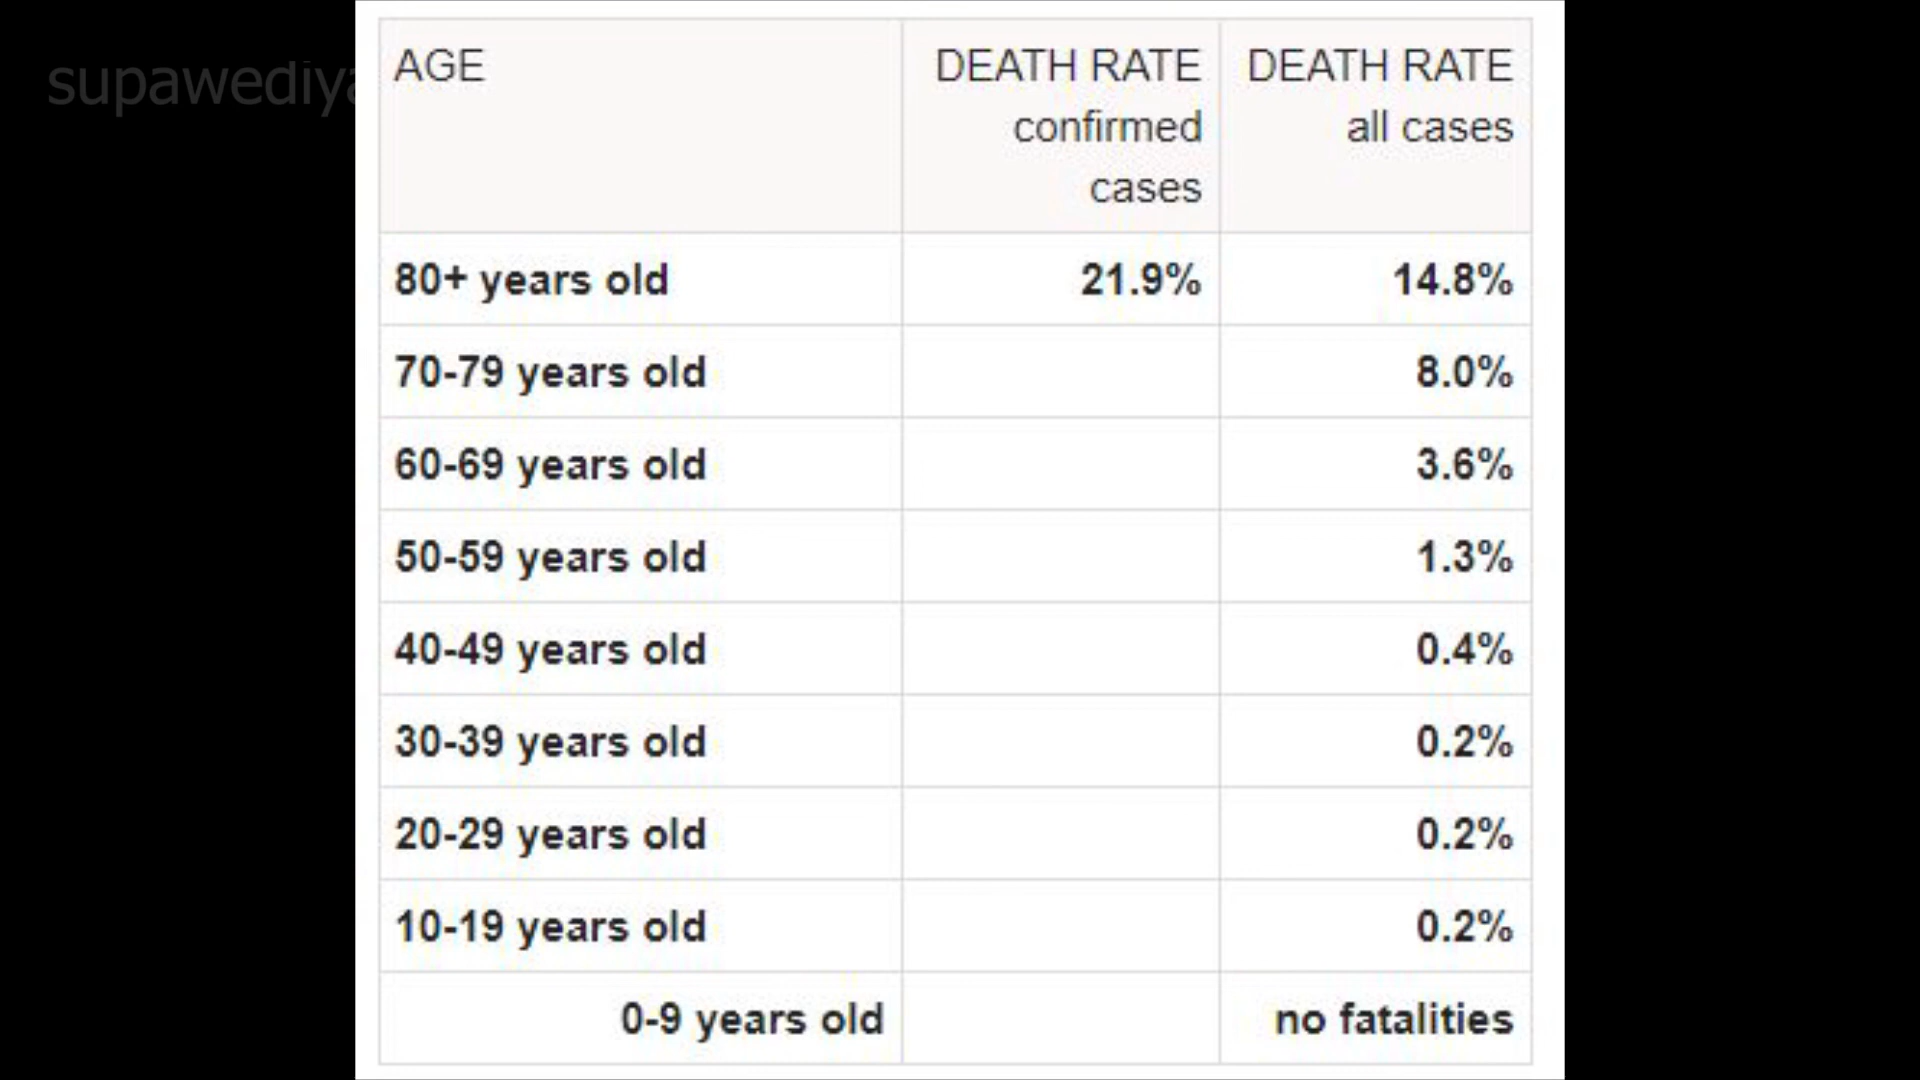 supawediya
AGE DEATH RATE confirmed cases DEATH RATE all cases
80+ years old 21.9% 14.8%
70-79 years old 8.0%
60-69 years old 3.6%
50-59 years old 1.3%
40-49 years old 0.4%
30-39 years old 0.2%
20-29 years old 0.2%
10-19 years old 0.2%
0-9 years old no fatalities